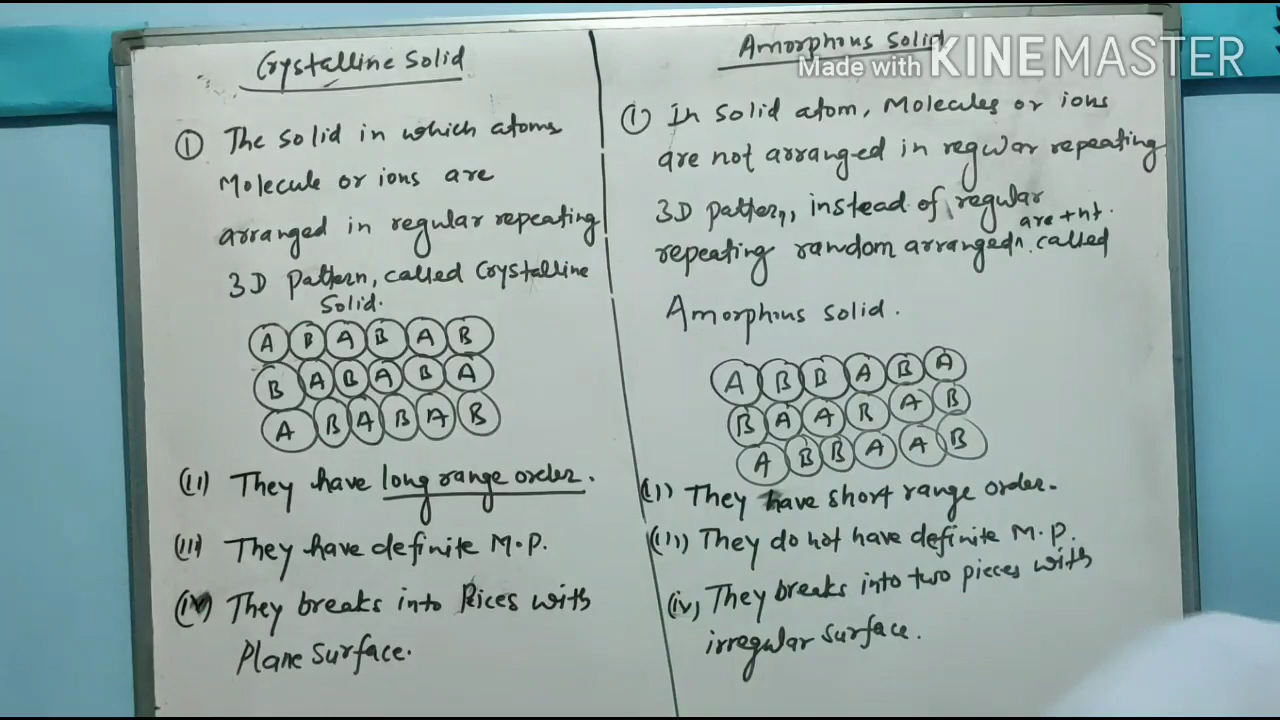 Crystalline Solid
① The Solid in which atoms
Molecule or ions are
arranged in regular repeating
3D pattern, called Crystalline
Solid.
A B A B A B
B A B A B A
A B A B A B
(ii) They have long range order.
(iii) They have definite M.P.
(iv) They breaks into Pices with
Plane Surface.
Amorphous Solid
Made with KINEMASTER
① In Solid atom, Molecules or ions
are not arranged in regular repeating
3D pattern, instead of regular
repeating random arranged are tnt. called
Amorphous solid.
A B B A B A
B A A B A B
A B B A A B
(ii) They have short range order.
(iii) They do not have definite M.P.
(iv) They breaks into two pieces with
irregular surface.